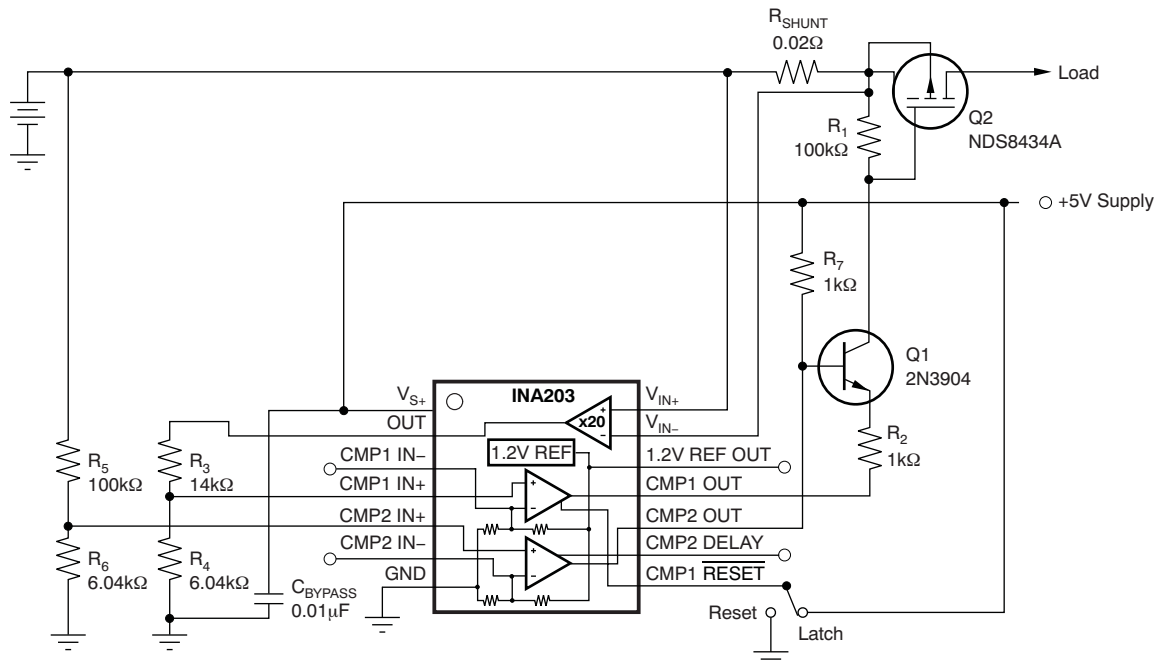 R_SHUNT
0.02Ω
Load
Q2
NDS8434A
R1
100kΩ
+5V Supply
R7
1kΩ
Q1
2N3904
R2
1kΩ
INA203
VS+
OUT
CMP1 IN−
CMP1 IN+
CMP2 IN+
CMP2 IN−
GND
x20
+
−
1.2V REF
+
−
+
−
VIN+
VIN−
1.2V REF OUT
CMP1 OUT
CMP2 OUT
CMP2 DELAY
CMP1 RESET
R5
100kΩ
R3
14kΩ
R6
6.04kΩ
R4
6.04kΩ
CBYPASS
0.01μF
Reset
Latch